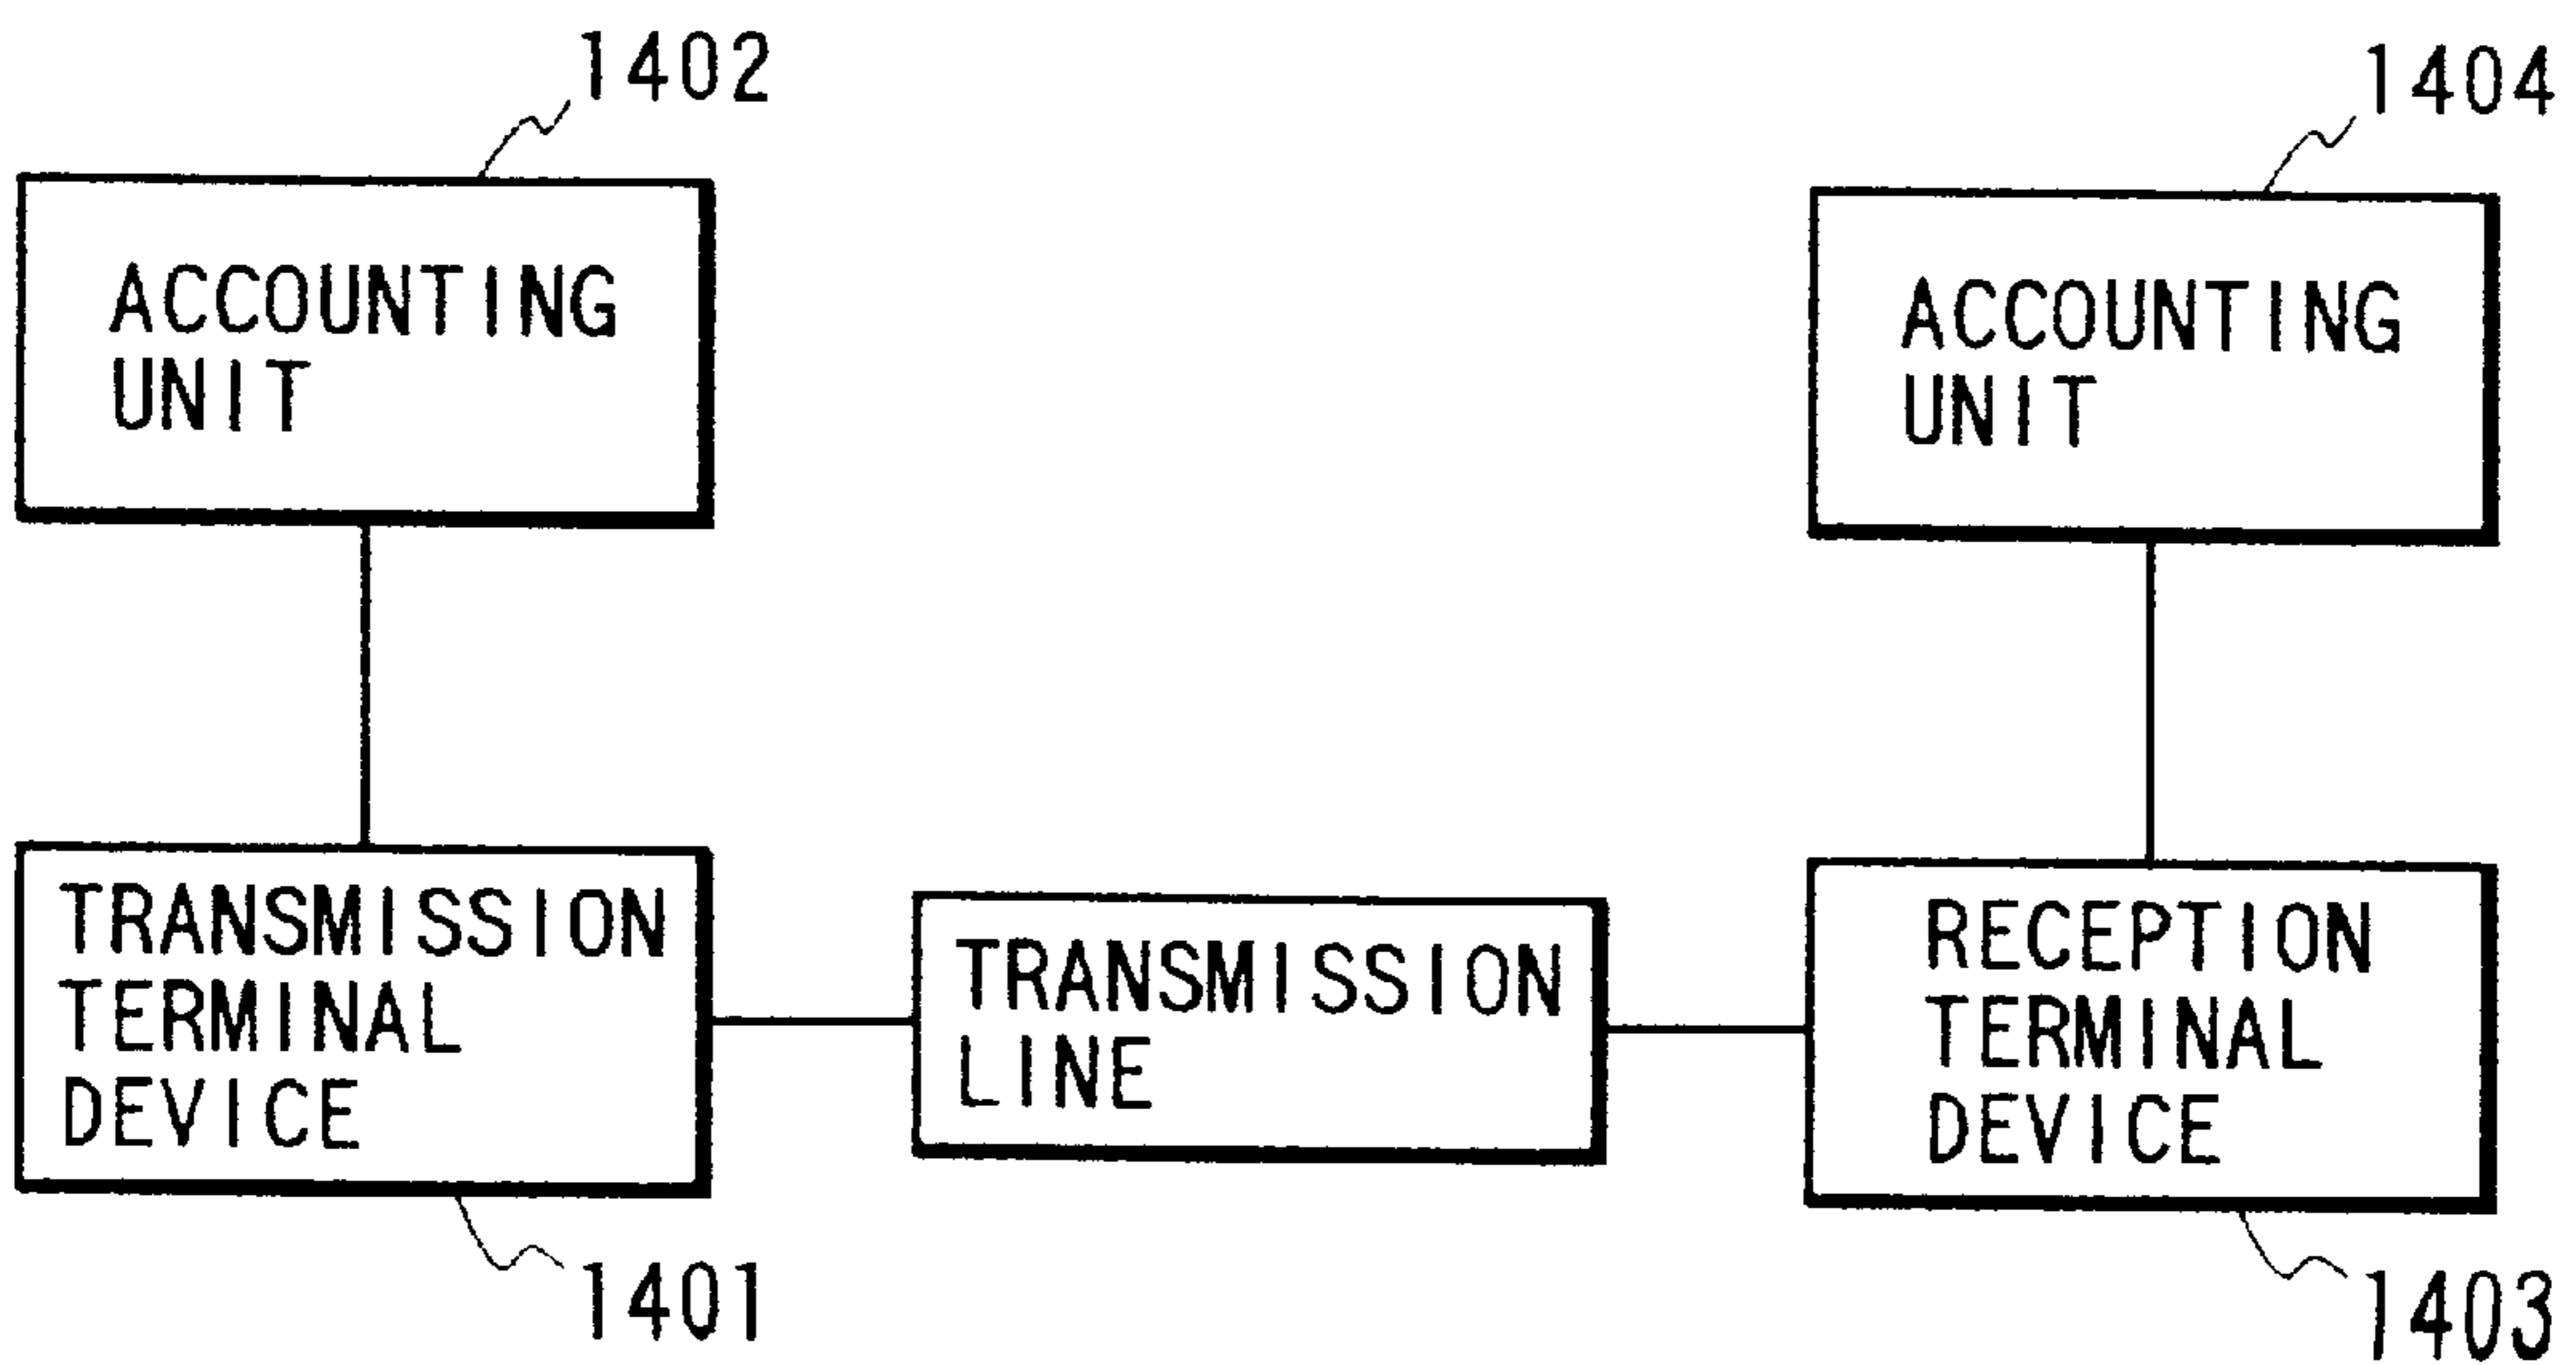 1402
1404
ACCOUNTING
UNIT
ACCOUNTING
UNIT
TRANSMISSION
TERMINAL
DEVICE
TRANSMISSION
LINE
RECEPTION
TERMINAL
DEVICE
1401
1403